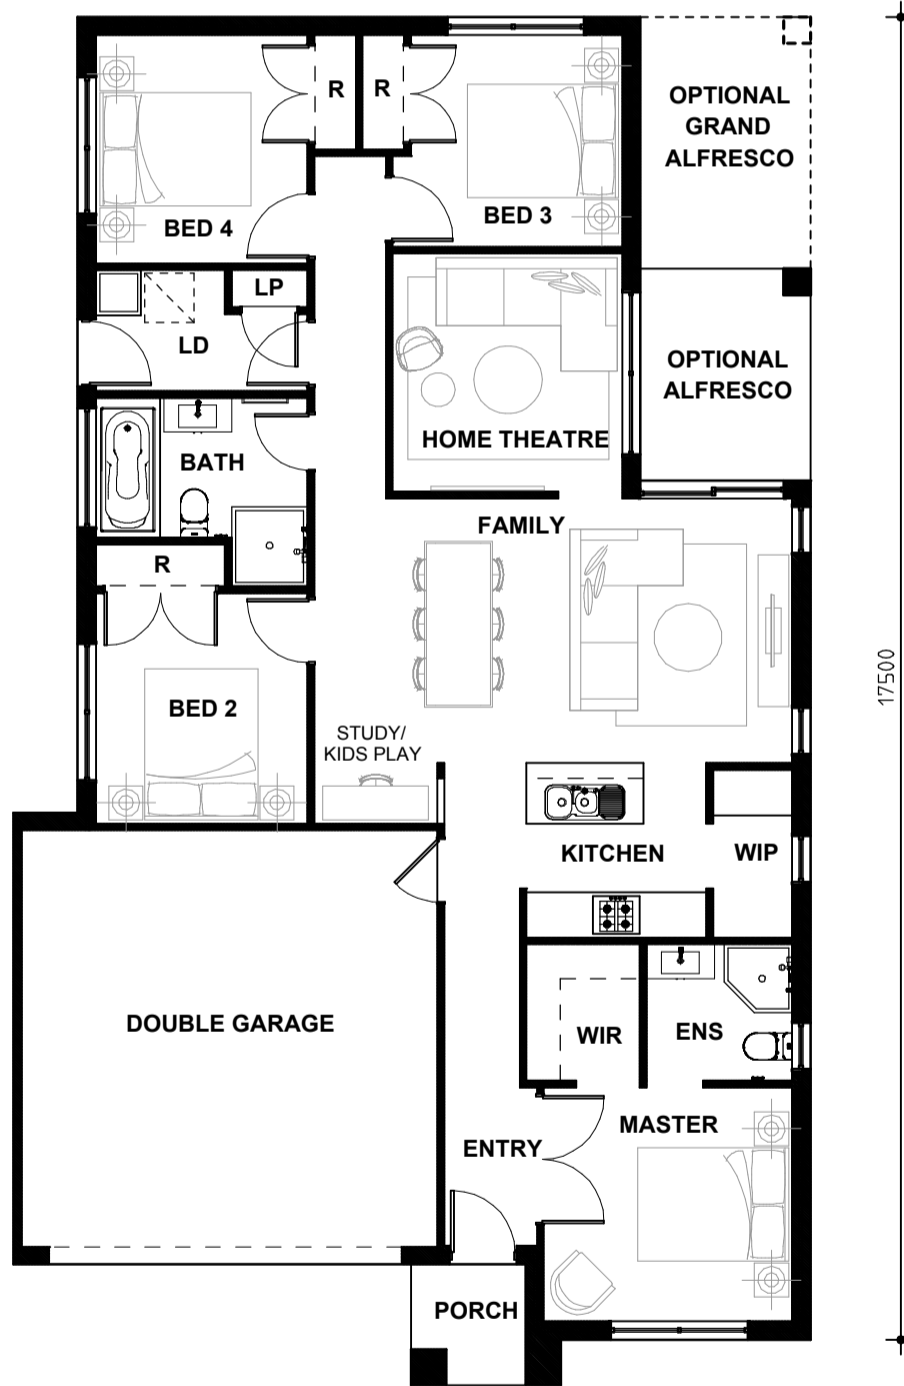 R
R
OPTIONAL
GRAND
ALFRESCO
BED 4
BED 3
LP
LD
OPTIONAL
ALFRESCO
HOME THEATRE
BATH
FAMILY
R
17500
BED 2
STUDY/
KIDS PLAY
KITCHEN
WIP
DOUBLE GARAGE
WIR
ENS
MASTER
ENTRY
PORCH